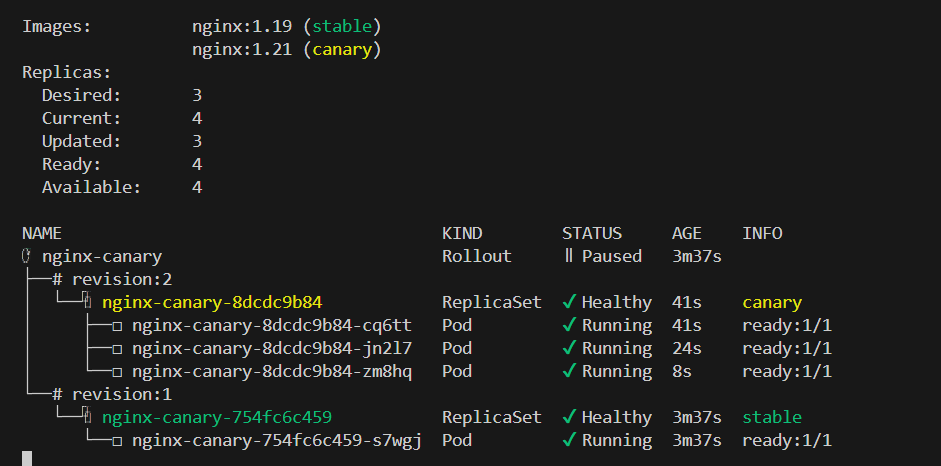 Images: nginx:1.19 (stable)
nginx:1.21 (canary)
Replicas:
Desired: 3
Current: 4
Updated: 3
Ready: 4
Available: 4
NAME KIND STATUS AGE INFO
nginx-canary Rollout ॥ Paused 3m37s
# revision:2
nginx-canary-8dcdc9b84 ReplicaSet ✔ Healthy 41s canary
nginx-canary-8dcdc9b84-cq6tt Pod ✔ Running 41s ready:1/1
nginx-canary-8dcdc9b84-jn2l7 Pod ✔ Running 24s ready:1/1
nginx-canary-8dcdc9b84-zm8hq Pod ✔ Running 8s ready:1/1
# revision:1
nginx-canary-754fc6c459 ReplicaSet ✔ Healthy 3m37s stable
nginx-canary-754fc6c459-s7wgj Pod ✔ Running 3m37s ready:1/1